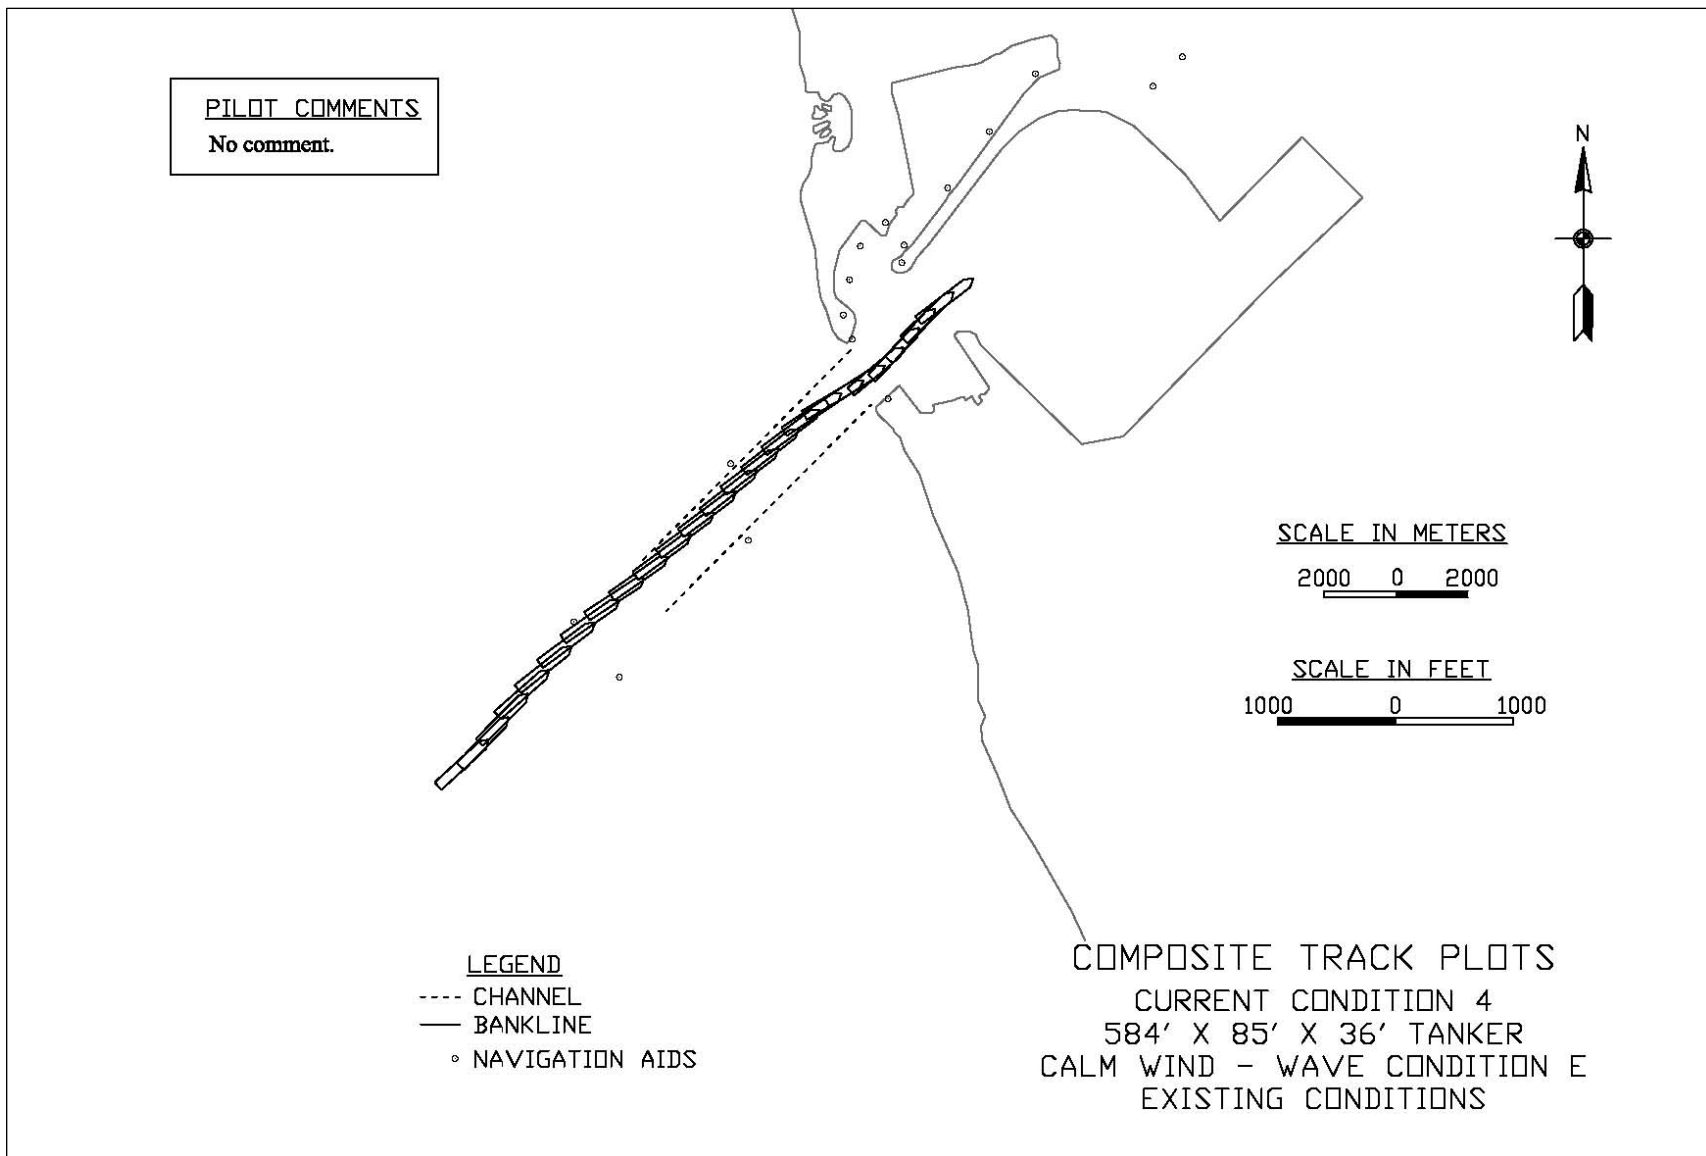 PILOT COMMENTS
No comment.
N
SCALE IN METERS
2000 0 2000
SCALE IN FEET
1000 0 1000
LEGEND
CHANNEL
BANKLINE
NAVIGATION AIDS
COMPOSITE TRACK PLOTS
CURRENT CONDITION 4
584' X 85' X 36' TANKER
CALM WIND - WAVE CONDITION E
EXISTING CONDITIONS